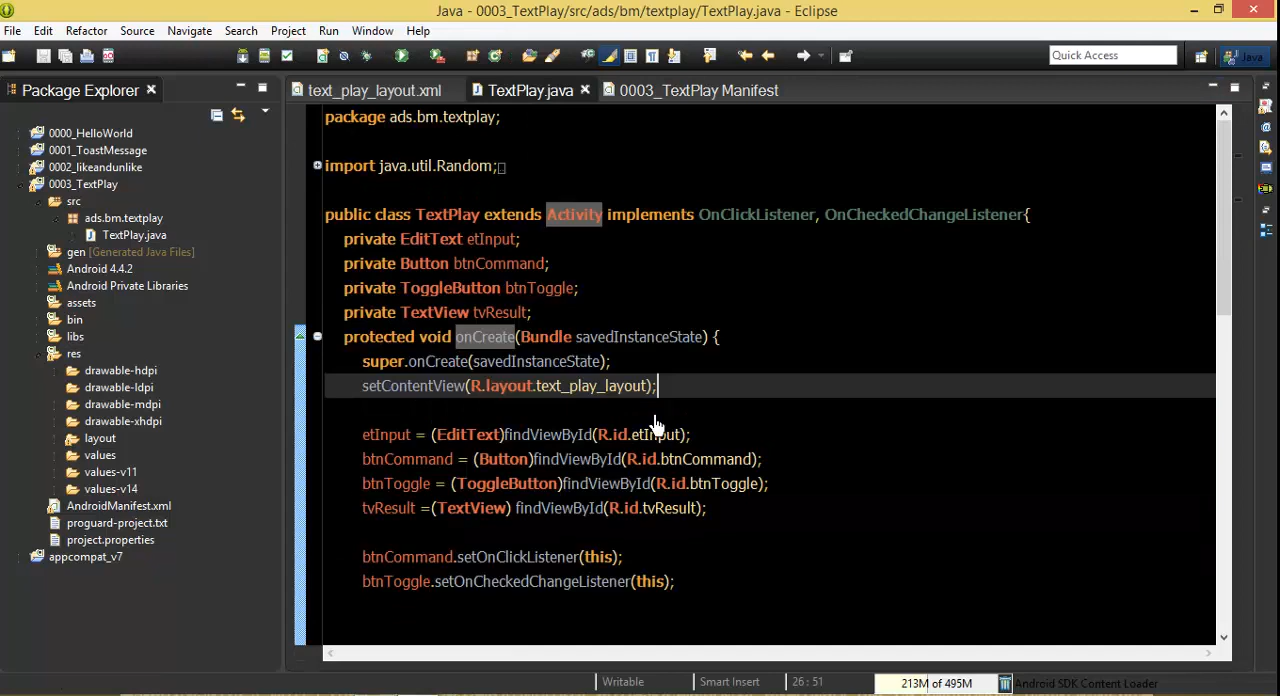 Java - 0003_TextPlay/src/ads/bm/textplay/TextPlay.java - Eclipse
File Edit Refactor Source Navigate Search Project Run Window Help
Quick Access
Java
Package Explorer
text_play_layout.xml
TextPlay.java
0003_TextPlay Manifest
0000_HelloWorld
0001_ToastMessage
0002_likeandunlike
0003_TextPlay
src
ads.bm.textplay
TextPlay.java
gen [Generated Java Files]
Android 4.4.2
Android Private Libraries
assets
bin
libs
res
drawable-hdpi
drawable-ldpi
drawable-mdpi
drawable-xhdpi
layout
values
values-v11
values-v14
AndroidManifest.xml
proguard-project.txt
project.properties
appcompat_v7
package ads.bm.textplay;
import java.util.Random;
public class TextPlay extends Activity implements OnClickListener, OnCheckedChangeListener{
private EditText etInput;
private Button btnCommand;
private ToggleButton btnToggle;
private TextView tvResult;
protected void onCreate(Bundle savedInstanceState) {
super.onCreate(savedInstanceState);
setContentView(R.layout.text_play_layout);
etInput = (EditText)findViewById(R.id.etInput);
btnCommand = (Button)findViewById(R.id.btnCommand);
btnToggle = (ToggleButton)findViewById(R.id.btnToggle);
tvResult =(TextView) findViewById(R.id.tvResult);
btnCommand.setOnClickListener(this);
btnToggle.setOnCheckedChangeListener(this);
Writable
Smart Insert
26 : 51
213M of 495M
Android SDK Content Loader